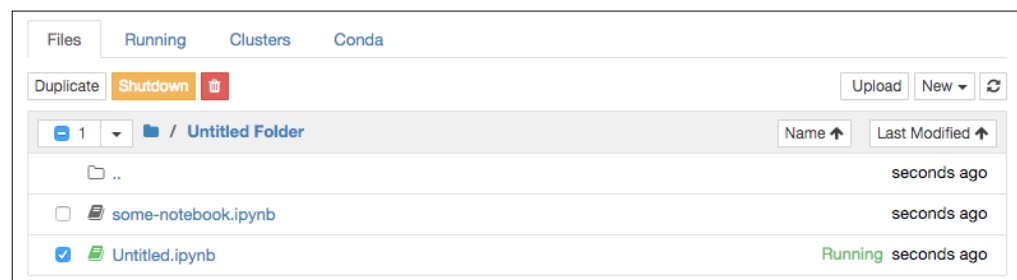 Files Running Clusters Conda
Duplicate Shutdown Upload New
1 / Untitled Folder Name Last Modified
.. seconds ago
some-notebook.ipynb seconds ago
Untitled.ipynb Running seconds ago